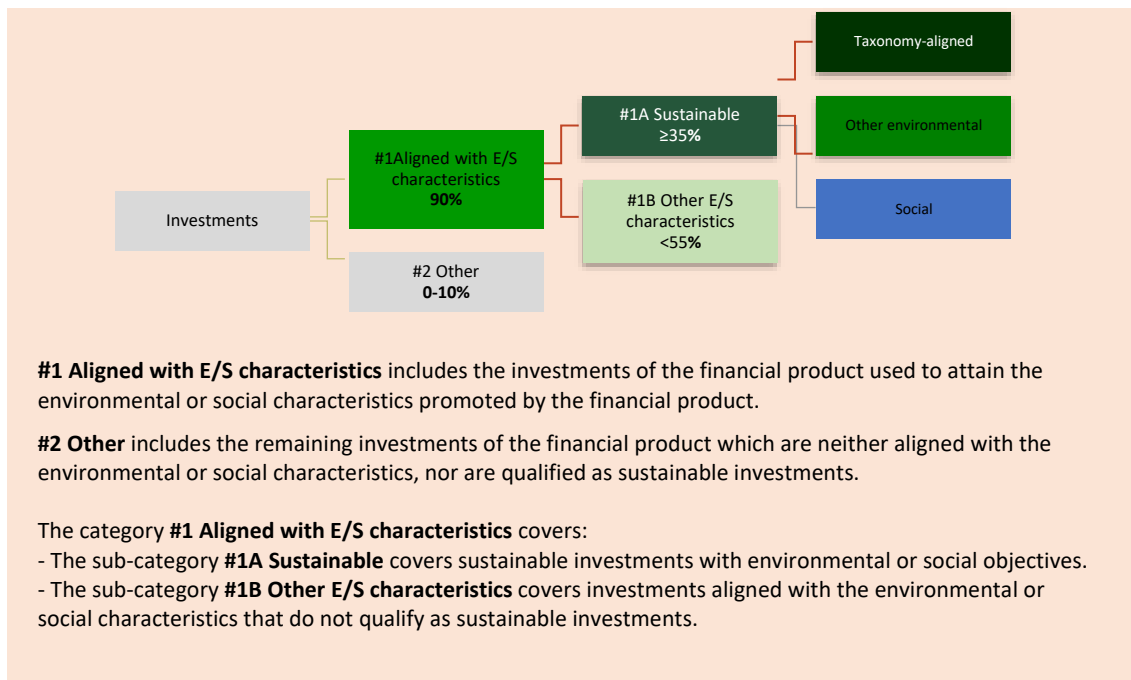 Taxonomy-aligned
#1A Sustainable
≥35%
Other environmental
#1Aligned with E/S
characteristics
90%
#1B Other E/S
characteristics
<55%
Social
Investments
#2 Other
0-10%
#1 Aligned with E/S characteristics includes the investments of the financial product used to attain the
environmental or social characteristics promoted by the financial product.
#2 Other includes the remaining investments of the financial product which are neither aligned with the
environmental or social characteristics, nor are qualified as sustainable investments.
The category #1 Aligned with E/S characteristics covers:
- The sub-category #1A Sustainable covers sustainable investments with environmental or social objectives.
- The sub-category #1B Other E/S characteristics covers investments aligned with the environmental or
social characteristics that do not qualify as sustainable investments.